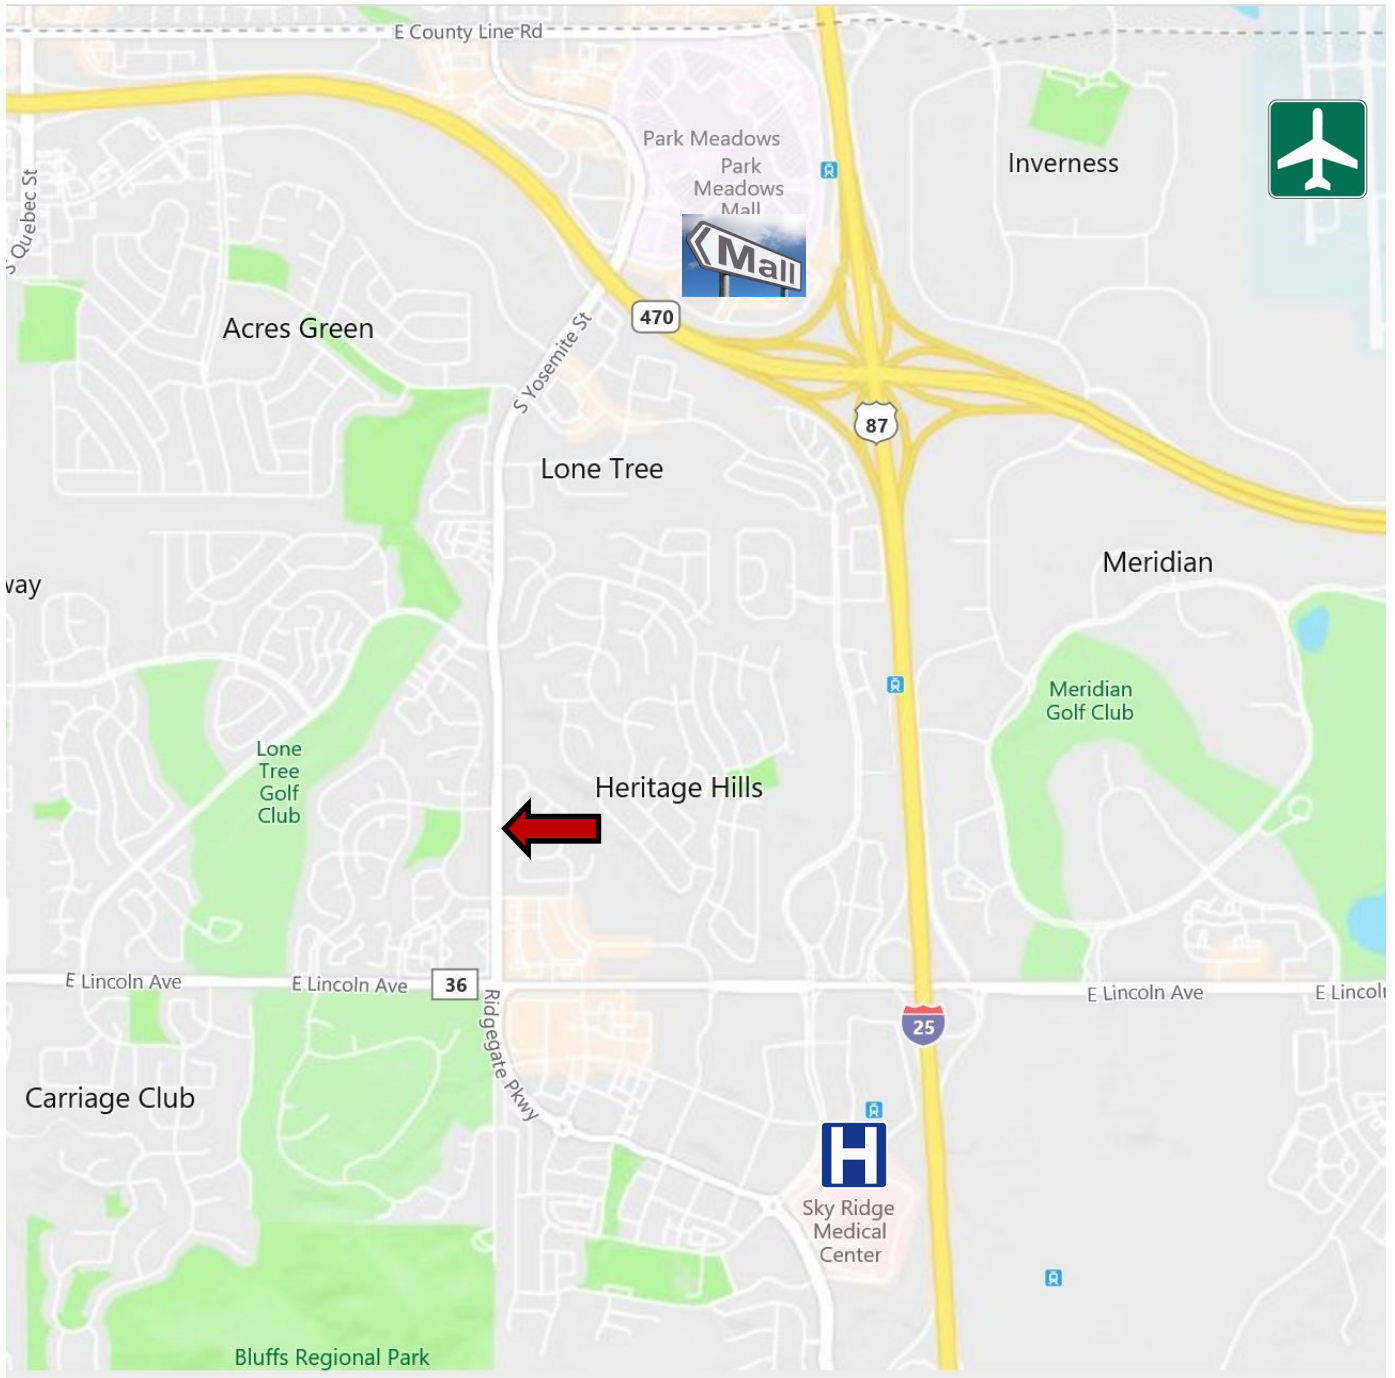 E County Line Rd
Park Meadows
Park
Meadows
Mall
Mall
Inverness
S Quebec St
Acres Green
470
S Yosemite St
87
Lone Tree
Meridian
way
Meridian
Golf Club
Lone
Tree
Golf
Club
Heritage Hills
E Lincoln Ave
E Lincoln Ave
36
E Lincoln Ave
E Lincoln
Ridgegate Pkwy
25
Carriage Club
H
Sky Ridge
Medical
Center
Bluffs Regional Park